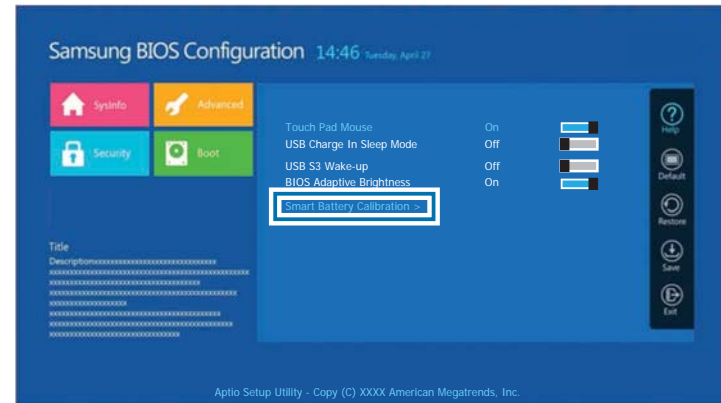 Samsung BIOS Configuration 14:46 Tuesday, April 27
SysInfo
Advanced
Security
Boot
Touch Pad Mouse On
USB Charge In Sleep Mode Off
USB S3 Wake-up Off
BIOS Adaptive Brightness On
Smart Battery Calibration >
Help
Default
Restore
Save
Exit
Title
Aptio Setup Utility - Copy (C) XXXX American Megatrends, Inc.